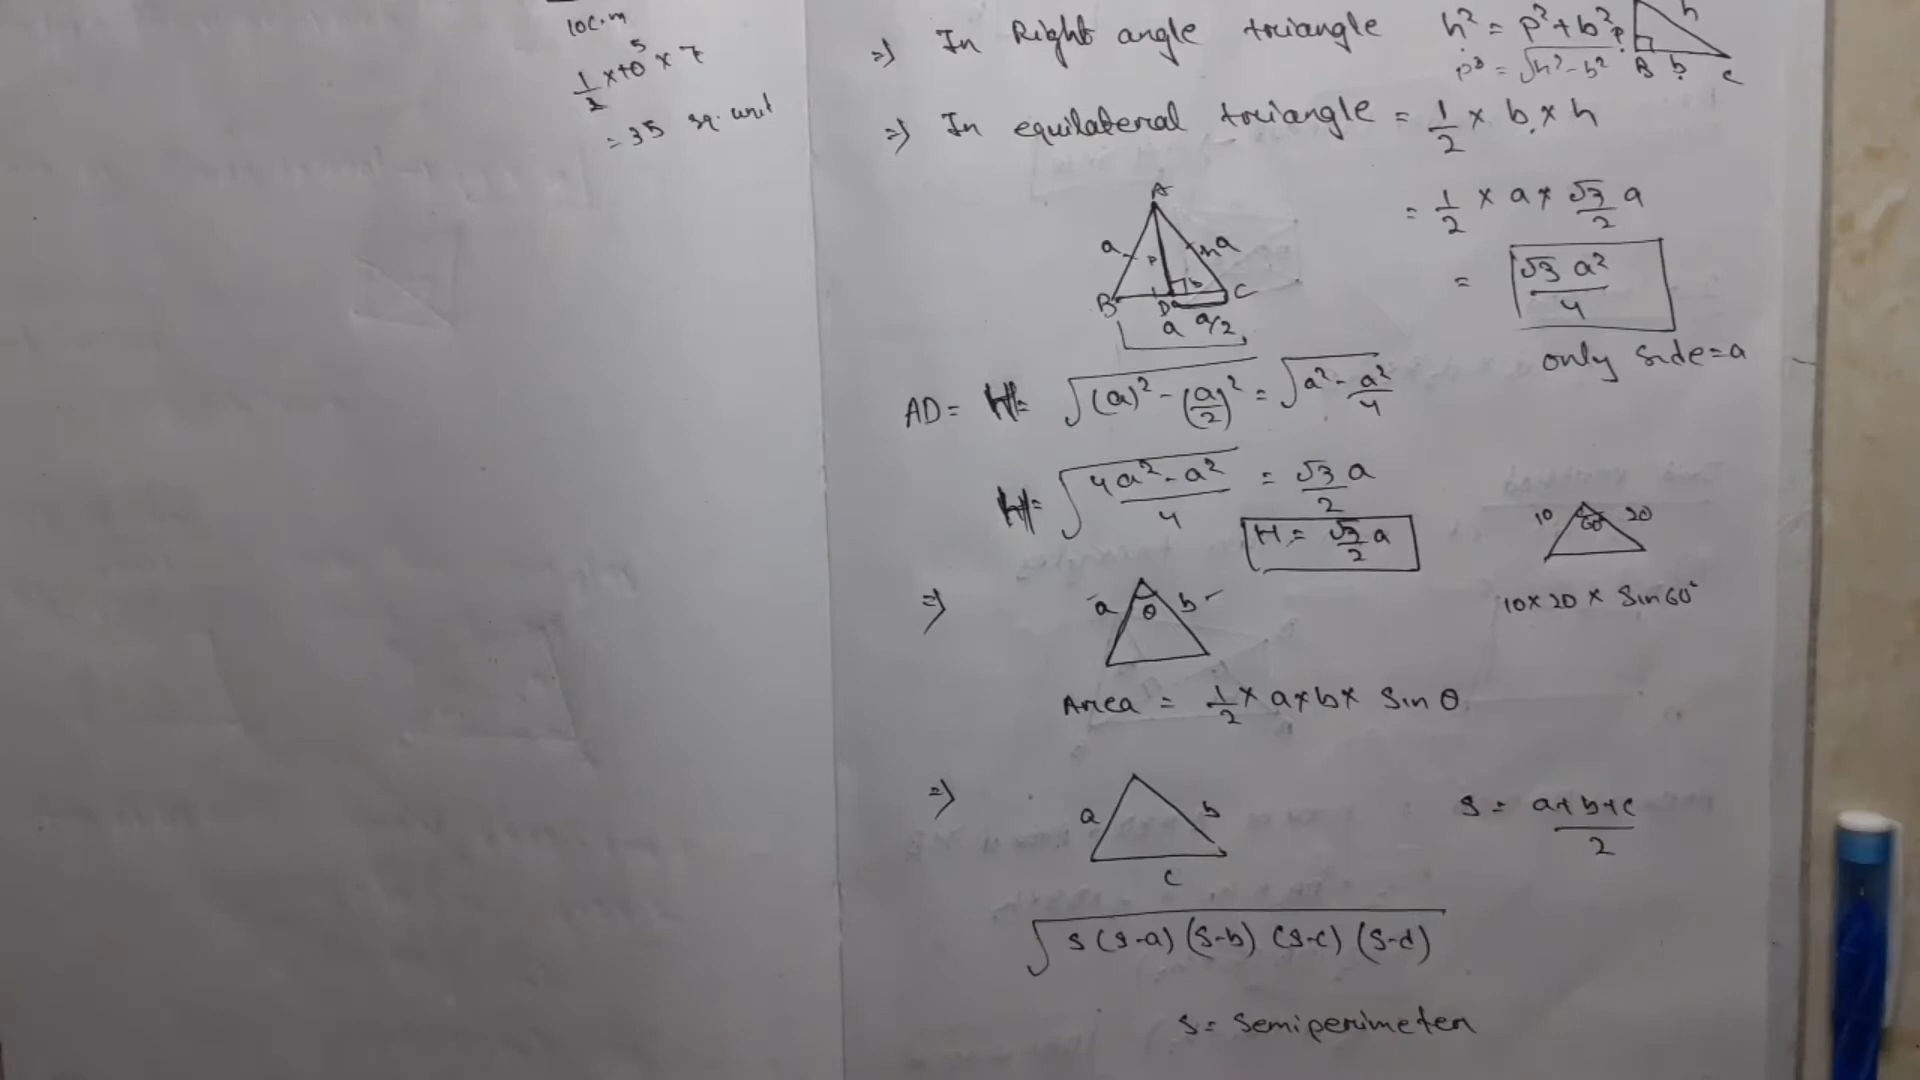 10c.m
1/2 × 10 5 × 7
= 35 sq. unit
=> In Right angle triangle h² = p² + b²
p² = √h² - b²
h
P
B b c
=> In equilateral triangle = 1/2 × b × h
= 1/2 × a × √3/2 a
= √3 a²/4
only side = a
A
a a
P h
b
B D C
a a/2
AD = H = √(a)² - (a/2)² = √a² - a²/4
H = √4a² - a²/4 = √3 a/2
H = √3/2 a
10 60° 20
10 × 20 × Sin60°
=>
a θ b
Area = 1/2 × a × b × Sin θ
=>
a b
c
S = a+b+c/2
√s(s-a) (s-b) (s-c) (s-d)
s = semiperimeter